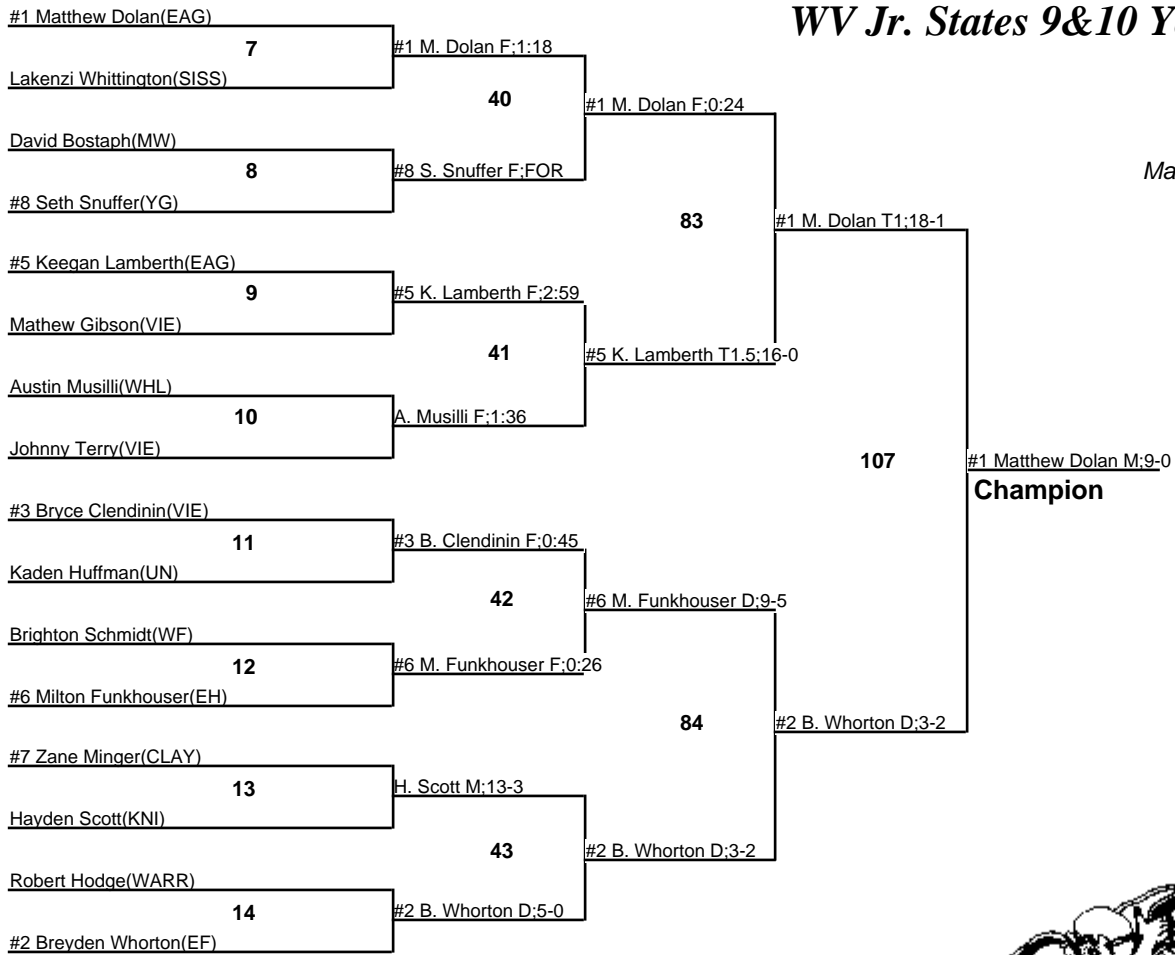 #1 Matthew Dolan(EAG)
WV Jr. States 9&10 Y
7
#1 M. Dolan F;1:18
Lakenzi Whittington(SISS)
40
#1 M. Dolan F;0:24
David Bostaph(MW)
8
#8 S. Snuffer F;FOR
Ma
#8 Seth Snuffer(YG)
83
#1 M. Dolan T1;18-1
#5 Keegan Lamberth(EAG)
9
#5 K. Lamberth F;2:59
Mathew Gibson(VIE)
41
#5 K. Lamberth T1.5;16-0
Austin Musilli(WHL)
10
A. Musilli F;1:36
Johnny Terry(VIE)
107
#1 Matthew Dolan M;9-0
Champion
#3 Bryce Clendinin(VIE)
11
#3 B. Clendinin F;0:45
Kaden Huffman(UN)
42
#6 M. Funkhouser D;9-5
Brighton Schmidt(WF)
12
#6 M. Funkhouser F;0:26
#6 Milton Funkhouser(EH)
84
#2 B. Whorton D;3-2
#7 Zane Minger(CLAY)
13
H. Scott M;13-3
Hayden Scott(KNI)
43
#2 B. Whorton D;3-2
Robert Hodge(WARR)
14
#2 B. Whorton D;5-0
#2 Breyden Whorton(EF)